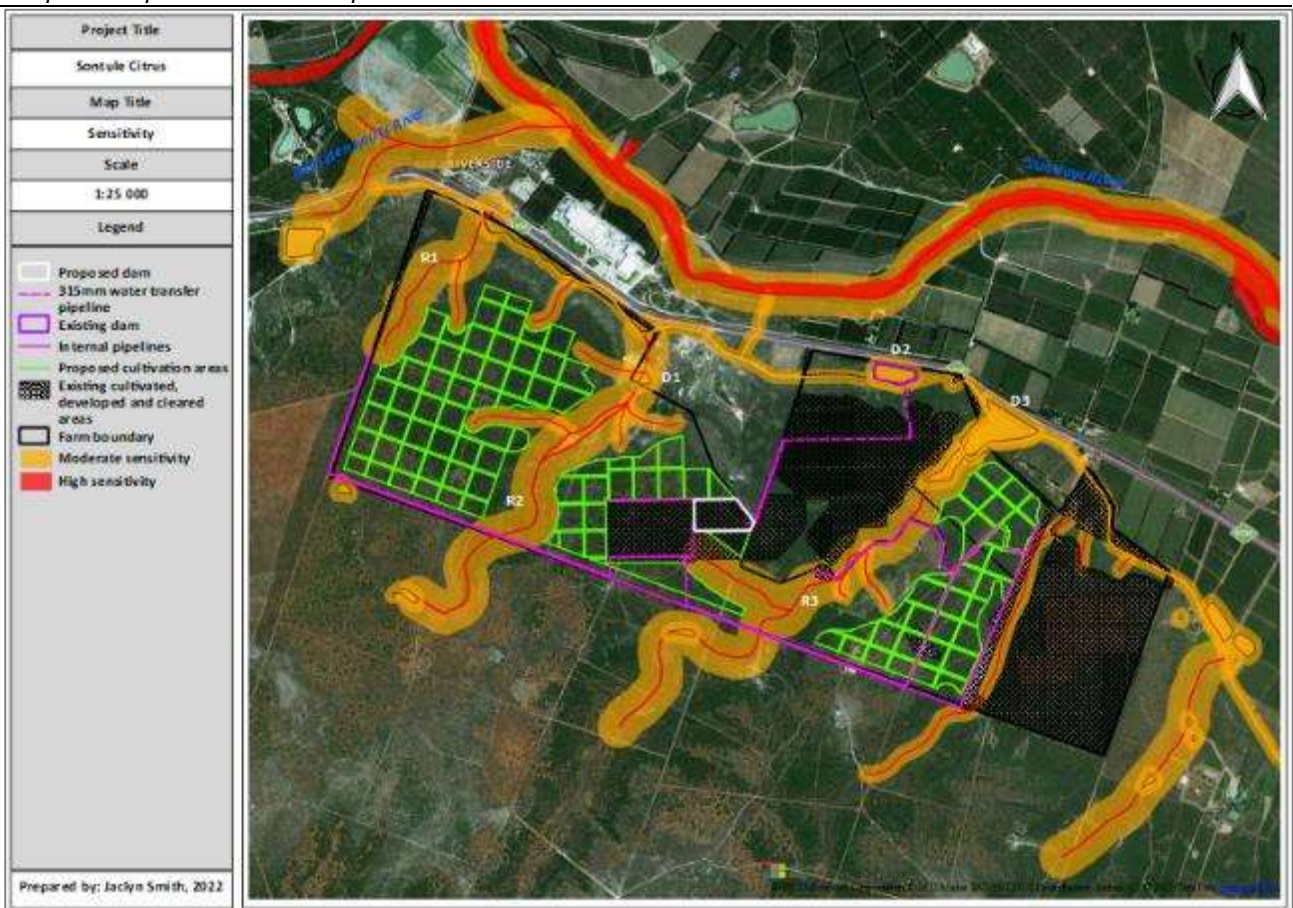 Project Title
Sontule Citrus
Map Title
Sensitivity
Scale
1:25 000
Legend
Proposed dam
315mm water transfer
pipeline
Existing dam
Internal pipelines
Proposed cultivation areas
Existing cultivated,
developed and cleared
areas
Farm boundary
Moderate sensitivity
High sensitivity
Prepared by: Jaclyn Smith, 2022
N
R1
D1
D2
D3
R2
R3